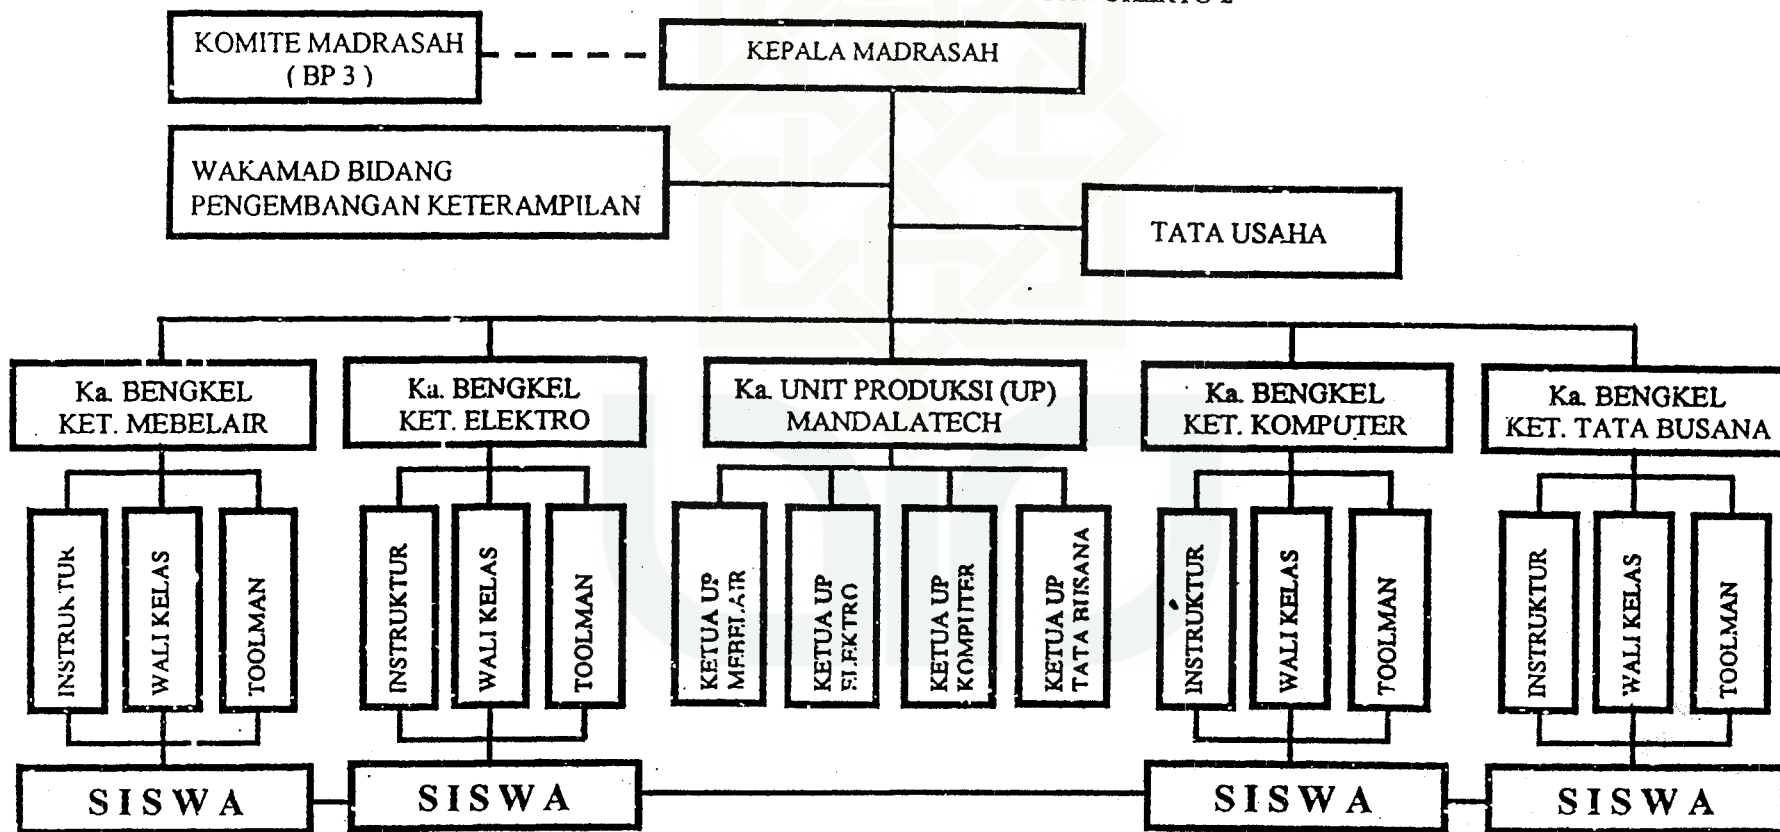 KOMITE MADRASAH
( BP 3 )
KEPALA MADRASAH
WAKAMAD BIDANG
PENGEMBANGAN KETERAMPILAN
TATA USAHA
Ka. BENGKEL
KET. MEBELAIR
Ka. BENGKEL
KET. ELEKTRO
Ka. UNIT PRODUKSI (UP)
MANDALATECH
Ka. BENGKEL
KET. KOMPUTER
Ka. BENGKEL
KET. TATA BUSANA
INSTRUKTUR
WALI KELAS
TOOLMAN
INSTRUKTUR
WALI KELAS
TOOLMAN
KETUA UP
MEBELAIR
KETUA UP
ELEKTRO
KETUA UP
KOMPUTER
KETUA UP
TATA BUSANA
INSTRUKTUR
WALI KELAS
TOOLMAN
INSTRUKTUR
WALI KELAS
TOOLMAN
SISWA
SISWA
SISWA
SISWA